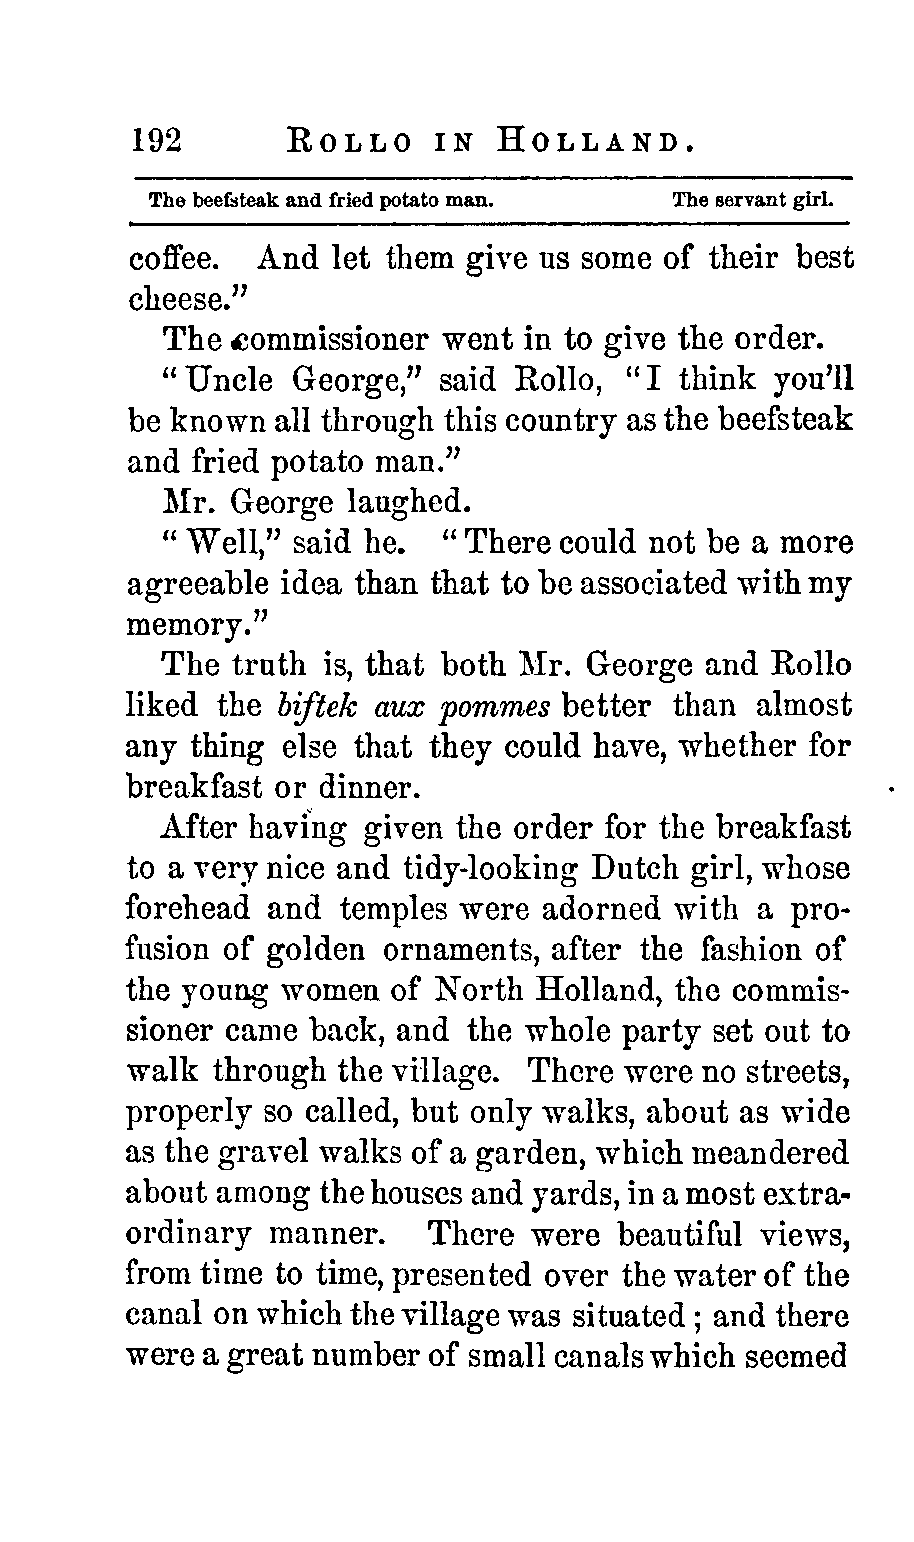 192 ROLLO IN HOLLAND.
The beefsteak and fried potato man. The servant girl.
coffee. And let them give us some of their best
cheese.”
The commissioner went in to give the order.
“Uncle George,” said Rollo, “I think you’ll
be known all through this country as the beefsteak
and fried potato man.”
Mr. George laughed.
“Well,” said he. “There could not be a more
agreeable idea than that to be associated with my
memory.”
The truth is, that both Mr. George and Rollo
liked the biftek aux pommes better than almost
any thing else that they could have, whether for
breakfast or dinner.
After having given the order for the breakfast
to a very nice and tidy-looking Dutch girl, whose
forehead and temples were adorned with a pro-
fusion of golden ornaments, after the fashion of
the young women of North Holland, the commis-
sioner came back, and the whole party set out to
walk through the village. There were no streets,
properly so called, but only walks, about as wide
as the gravel walks of a garden, which meandered
about among the houses and yards, in a most extra-
ordinary manner. There were beautiful views,
from time to time, presented over the water of the
canal on which the village was situated; and there
were a great number of small canals which seemed